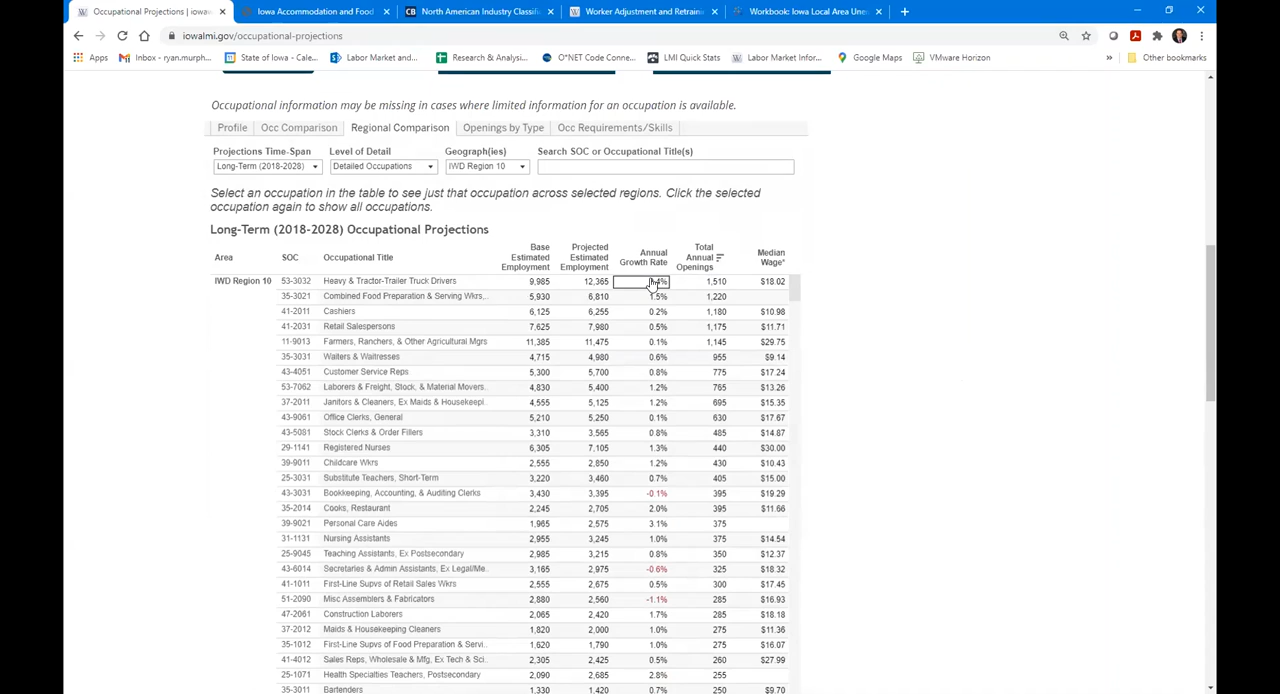 Occupational Projections | iowal
Iowa Accommodation and Food
North American Industry Classifi
Worker Adjustment and Retraini
Workbook: Iowa Local Area Une
iowalmi.gov/occupational-projections
Apps
Inbox - ryan.murph...
State of Iowa - Cale...
Labor Market and...
Research & Analysi...
O*NET Code Conne...
LMI Quick Stats
Labor Market Infor...
Google Maps
VMware Horizon
Other bookmarks
Occupational information may be missing in cases where limited information for an occupation is available.
Profile Occ Comparison Regional Comparison Openings by Type Occ Requirements/Skills
Projections Time-Span Level of Detail Geograph(ies) Search SOC or Occupational Title(s)
Long-Term (2018-2028) Detailed Occupations IWD Region 10
Select an occupation in the table to see just that occupation across selected regions. Click the selected
occupation again to show all occupations.
Long-Term (2018-2028) Occupational Projections
Area SOC Occupational Title Base Estimated Employment Projected Estimated Employment Annual Growth Rate Total Annual Openings Median Wage*
IWD Region 10 53-3032 Heavy & Tractor-Trailer Truck Drivers 9,985 12,365 1,510 $18.02
35-3021 Combined Food Preparation & Serving Wkrs,.. 5,930 6,810 1.5% 1,220
41-2011 Cashiers 6,125 6,255 0.2% 1,180 $10.98
41-2031 Retail Salespersons 7,625 7,980 0.5% 1,175 $11.71
11-9013 Farmers, Ranchers, & Other Agricultural Mgrs 11,385 11,475 0.1% 1,145 $29.75
35-3031 Waiters & Waitresses 4,715 4,980 0.6% 955 $9.14
43-4051 Customer Service Reps 5,300 5,700 0.8% 775 $17.24
53-7062 Laborers & Freight, Stock, & Material Movers.. 4,830 5,400 1.2% 765 $13.26
37-2011 Janitors & Cleaners, Ex Maids & Housekeepi.. 4,555 5,125 1.2% 695 $15.35
43-9061 Office Clerks, General 5,210 5,250 0.1% 630 $17.67
43-5081 Stock Clerks & Order Fillers 3,310 3,565 0.8% 485 $14.87
29-1141 Registered Nurses 6,305 7,105 1.3% 440 $30.00
39-9011 Childcare Wkrs 2,555 2,850 1.2% 430 $10.43
25-3031 Substitute Teachers, Short-Term 3,220 3,460 0.7% 405 $15.00
43-3031 Bookkeeping, Accounting, & Auditing Clerks 3,430 3,395 -0.1% 395 $19.29
35-2014 Cooks, Restaurant 2,245 2,705 2.0% 395 $11.66
39-9021 Personal Care Aides 1,965 2,575 3.1% 375
31-1131 Nursing Assistants 2,955 3,245 1.0% 375 $14.54
25-9045 Teaching Assistants, Ex Postsecondary 2,985 3,215 0.8% 350 $12.37
43-6014 Secretaries & Admin Assistants, Ex Legal/Me.. 3,165 2,975 -0.6% 325 $18.32
41-1011 First-Line Supvs of Retail Sales Wkrs 2,555 2,675 0.5% 300 $17.45
51-2090 Misc Assemblers & Fabricators 2,880 2,560 -1.1% 285 $16.93
47-2061 Construction Laborers 2,065 2,420 1.7% 285 $18.18
37-2012 Maids & Housekeeping Cleaners 1,820 2,000 1.0% 275 $11.36
35-1012 First-Line Supvs of Food Preparation & Servi.. 1,620 1,790 1.0% 275 $16.07
41-4012 Sales Reps, Wholesale & Mfg, Ex Tech & Sci.. 2,305 2,425 0.5% 260 $27.99
25-1071 Health Specialties Teachers, Postsecondary 2,090 2,685 2.8% 255
35-3011 Bartenders 1,330 1,420 0.7% 250 $9.70